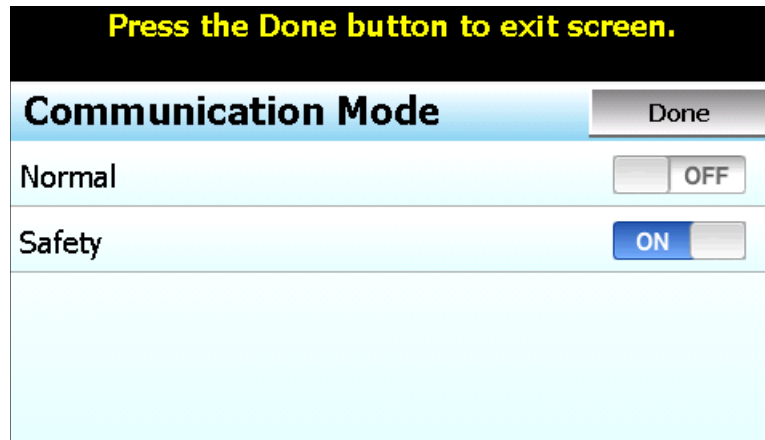 Press the Done button to exit screen.
Communication Mode Done
Normal OFF
Safety ON